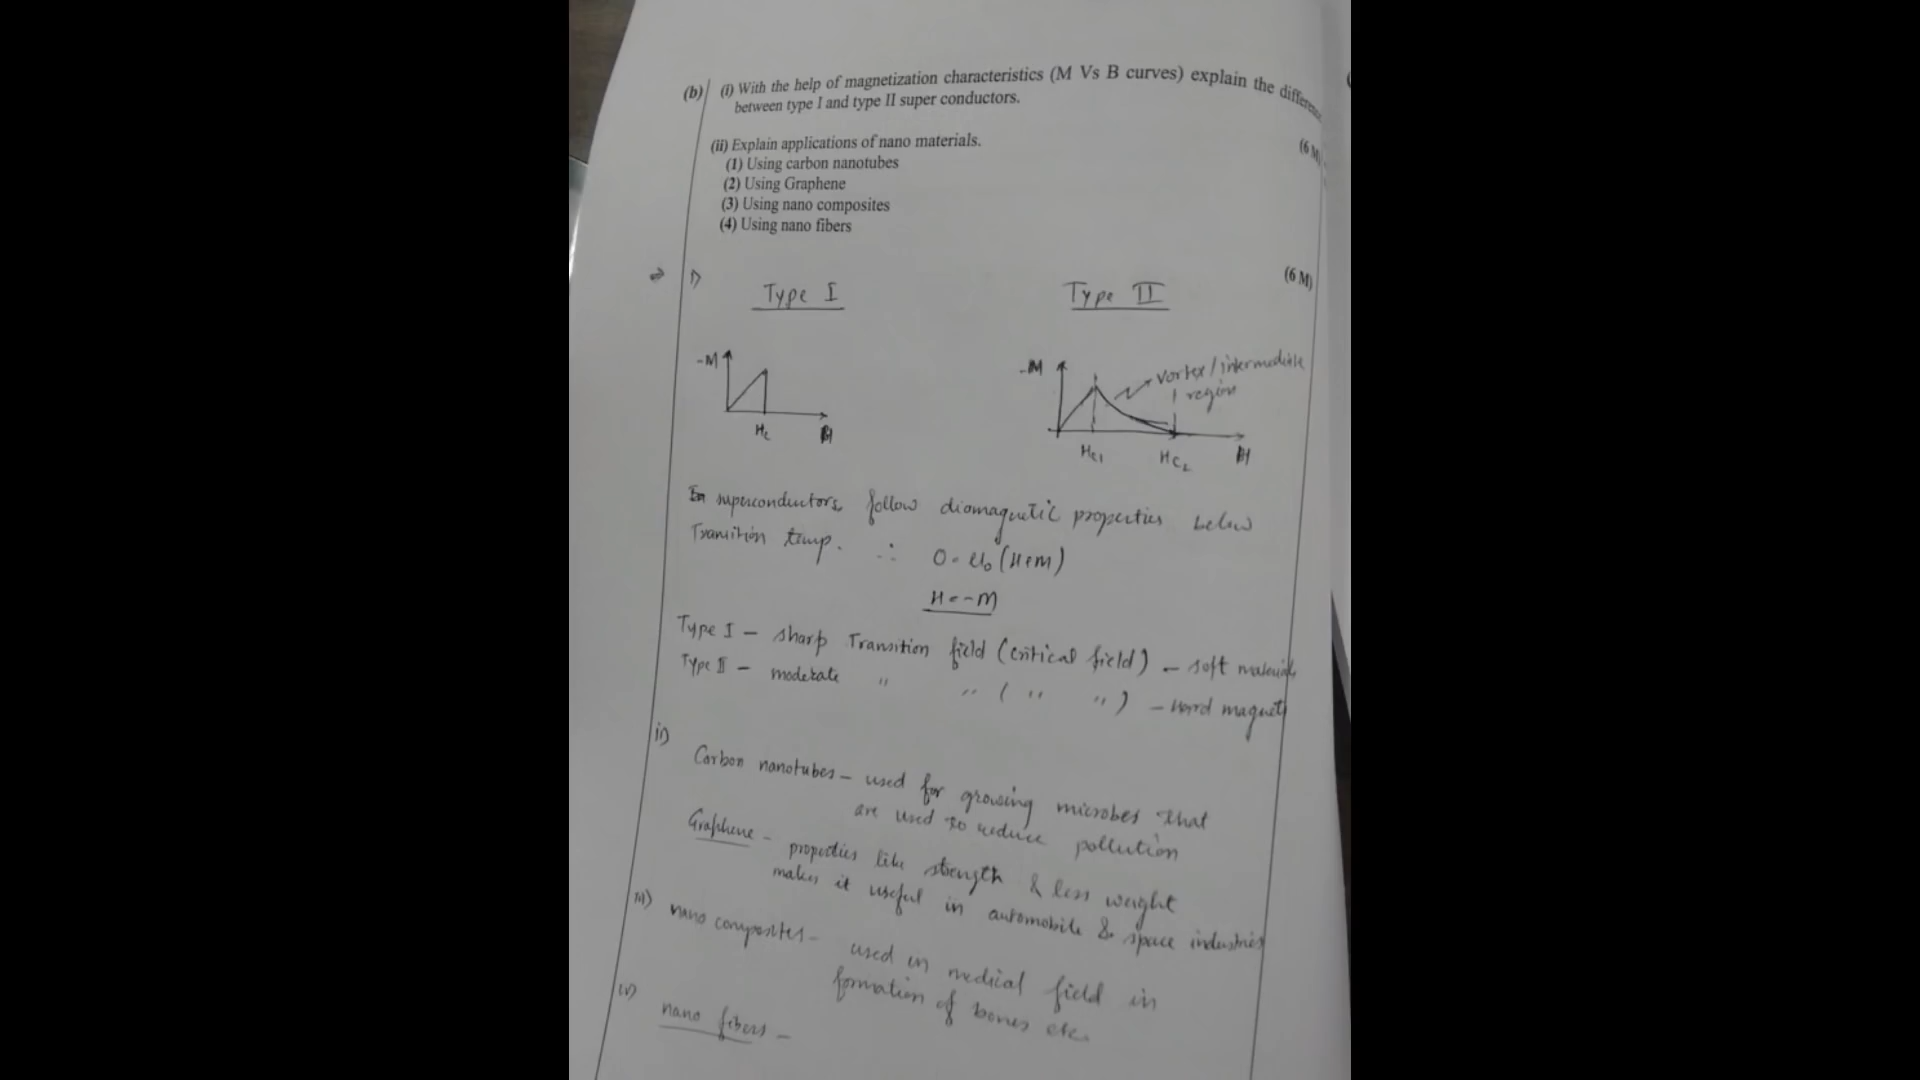 (b) (i) With the help of magnetization characteristics (M Vs B curves) explain the difference
between type I and type II super conductors.
(6 M)
(ii) Explain applications of nano materials.
(1) Using carbon nanotubes
(2) Using Graphene
(3) Using nano composites
(4) Using nano fibers
(6 M)
⇒ i)
Type I
Type II
-M
Hc
H
-M
Vortex / intermediate
region
Hc1
Hc2
H
superconductors follow diamagnetic properties below
Transition temp. ∴ 0 = μ0 (H+M)
H = -M
Type I - sharp Transition field (critical field) - soft material
Type II - moderate " " ( " " ) - hard magnet
ii)
Carbon nanotubes - used for growing microbes that
are used to reduce pollution
Graphene - properties like strength & less weight
makes it useful in automobile & space industries
iii) nano composites - used in medical field in
formation of bones etc.
iv) nano fibers -